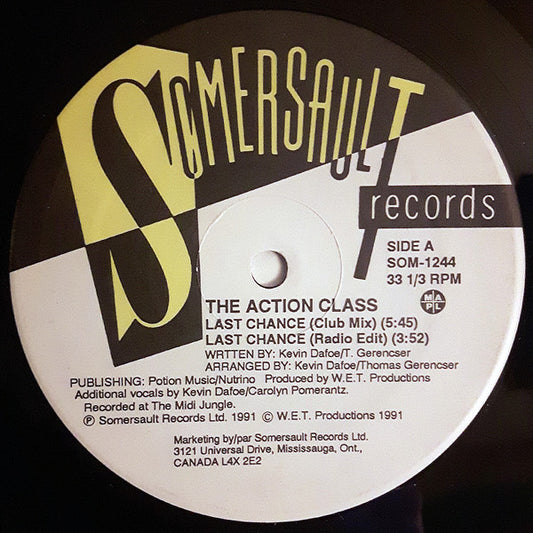 SOMERSAULT
records
SIDE A
SOM-1244
33 1/3 RPM
MAPL
THE ACTION CLASS
LAST CHANCE (Club Mix) (5:45)
LAST CHANCE (Radio Edit) (3:52)
WRTTEN BY: Kevin Dafoe/T. Gerencser
ARRANGED BY: Kevin Dafoe/Thomas Gerencser
PUBLISHING: Potion Music/Nutrino Produced by W.E.T. Productions
Additional vocals by Kevin Dafoe/Carolyn Pomerantz.
Recorded at The Midi Jungle.
Ⓟ Somersault Records Ltd. 1991 © W.E.T. Productions 1991
Marketing by/par Somersault Records Ltd.
3121 Universal Drive, Mississauga, Ont.,
CANADA L4X 2E2